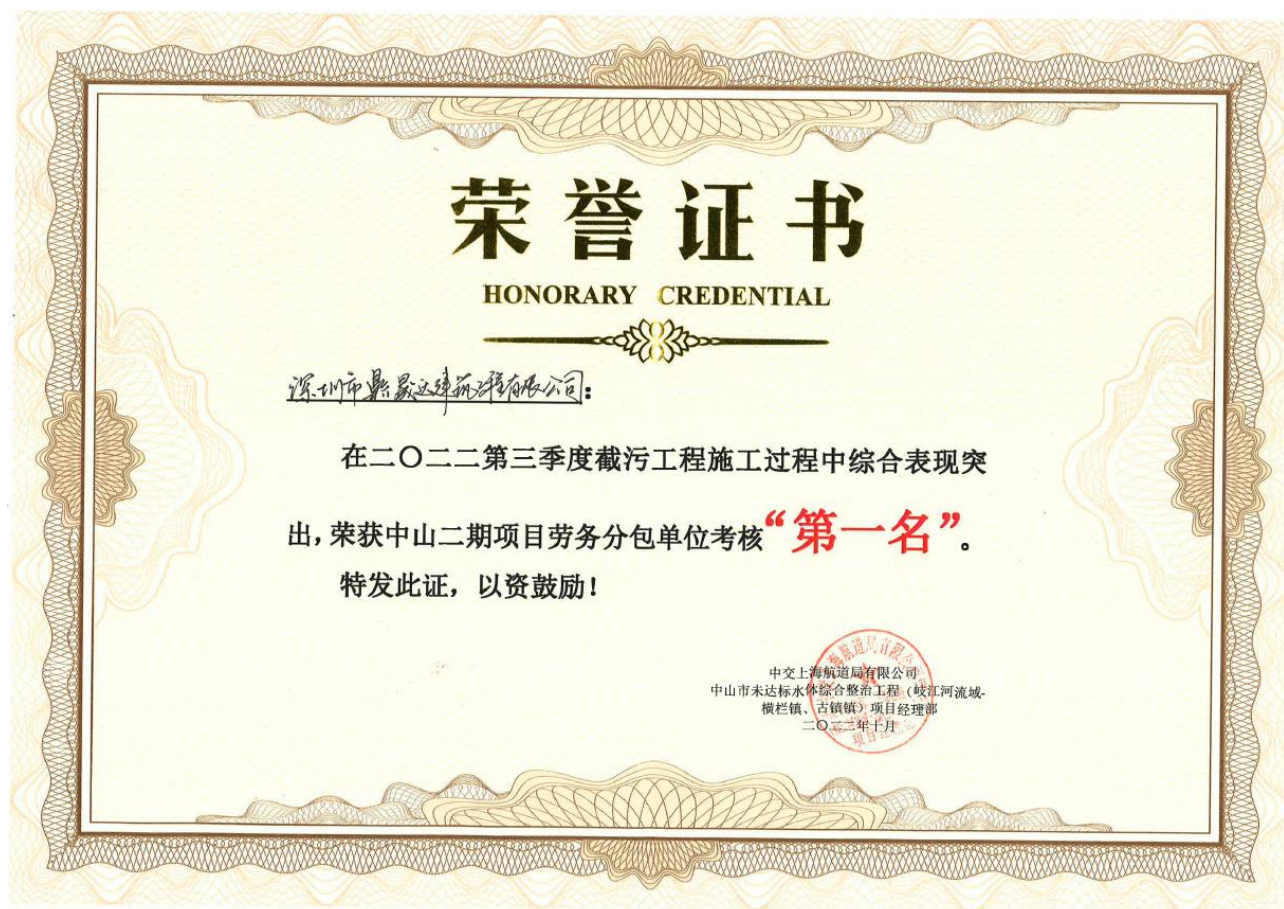 荣誉证书
HONORARY CREDENTIAL
深圳市鼎晟达建筑工程有限公司:
在二〇二二第三季度截污工程施工过程中综合表现突
出,荣获中山二期项目劳务分包单位考核“第一名”。
特发此证,以资鼓励!
中交上海航道局有限公司
中山市未达标水体综合整治工程(岐江河流域-
横栏镇、古镇镇)项目经理部
二〇二二年十月